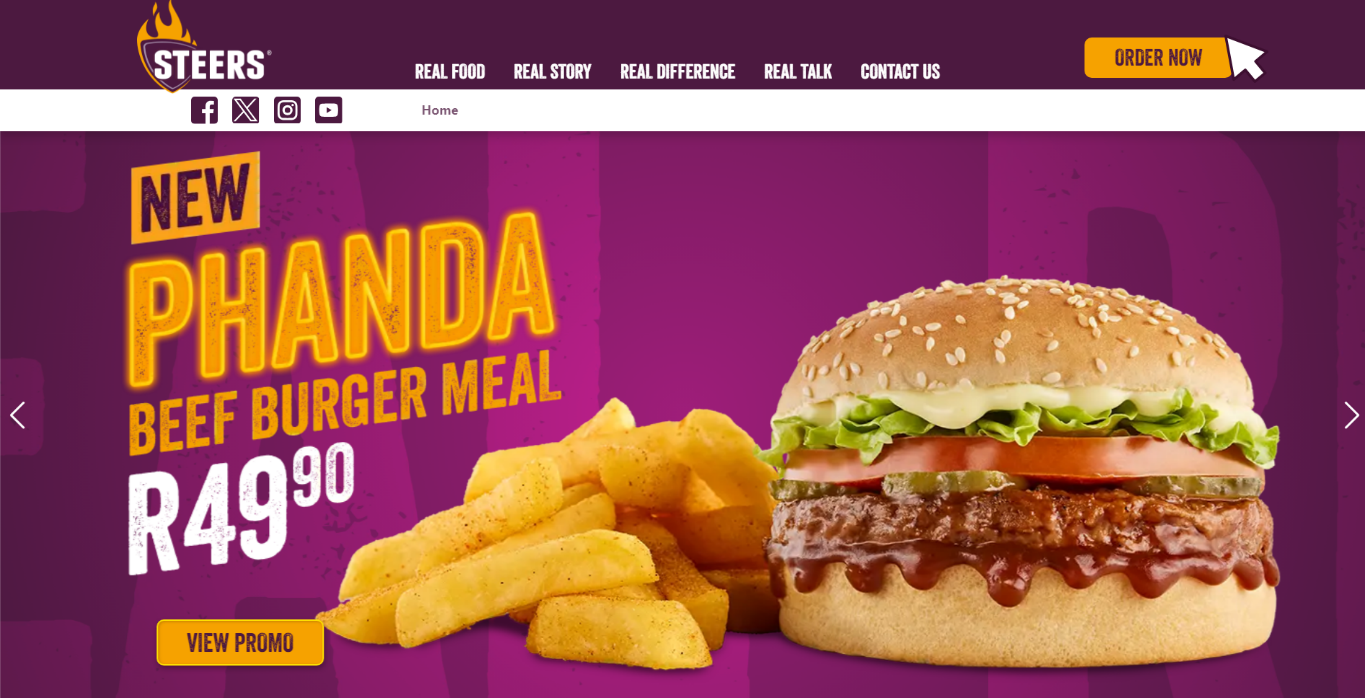 STEERS®
REAL FOOD REAL STORY REAL DIFFERENCE REAL TALK CONTACT US
ORDER NOW
Home
NEW
PHANDA
BEEF BURGER MEAL
R4990
VIEW PROMO